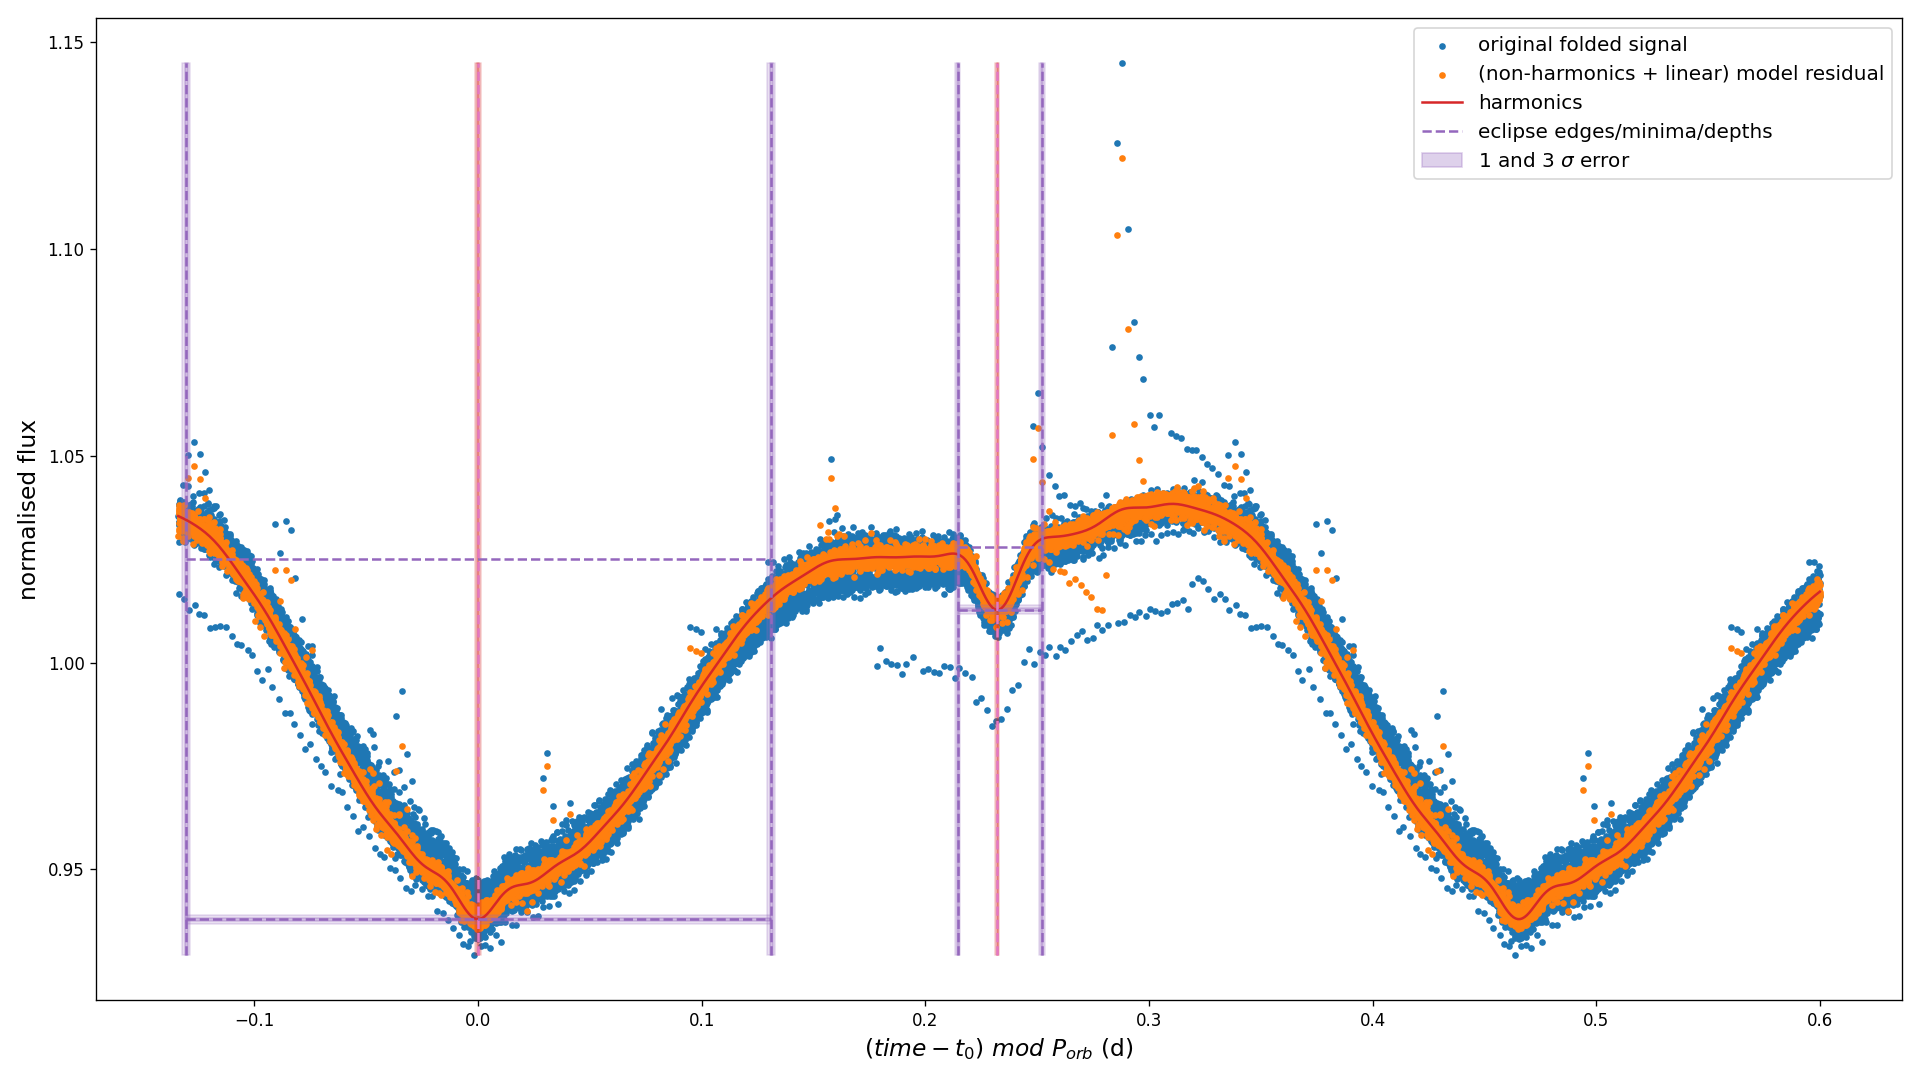 original folded signal
(non-harmonics + linear) model residual
harmonics
eclipse edges/minima/depths
1 and 3 σ error
normalised flux
1.15
1.10
1.05
1.00
0.95
−0.1
0.0
0.1
0.2
0.3
0.4
0.5
0.6
(time − t₀) mod Pₒᵣb (d)